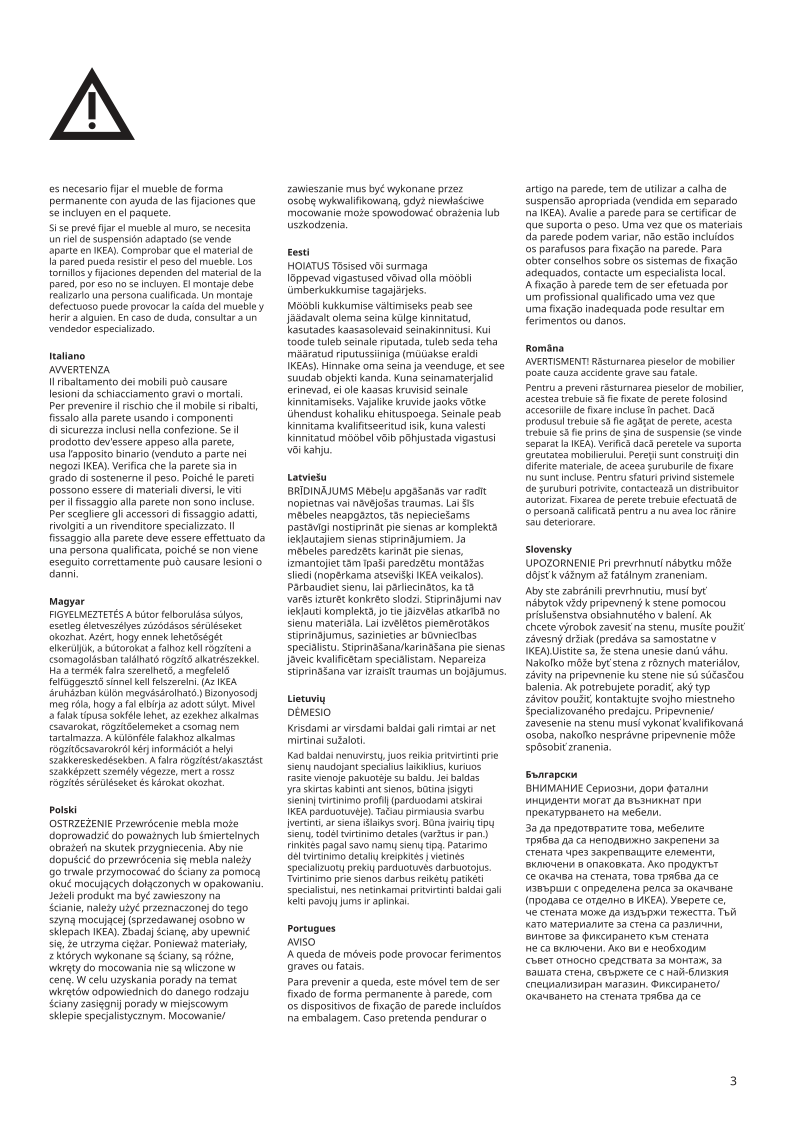 es necesario fijar el mueble de forma
permanente con ayuda de las fijaciones que
se incluyen en el paquete.
Si se prevé fijar el mueble al muro, se necesita
un riel de suspensión adaptado (se vende
aparte en IKEA). Comprobar que el material de
la pared pueda resistir el peso del mueble. Los
tornillos y fijaciones dependen del material de la
pared, por eso no se incluyen. El montaje debe
realizarlo una persona cualificada. Un montaje
defectuoso puede provocar la caída del mueble y
herir a alguien. En caso de duda, consultar a un
vendedor especializado.
Italiano
AVVERTENZA
Il ribaltamento dei mobili può causare
lesioni da schiacciamento gravi o mortali.
Per prevenire il rischio che il mobile si ribalti,
fissalo alla parete usando i componenti
di sicurezza inclusi nella confezione. Se il
prodotto dev'essere appeso alla parete,
usa l’apposito binario (venduto a parte nei
negozi IKEA). Verifica che la parete sia in
grado di sostenerne il peso. Poiché le pareti
possono essere di materiali diversi, le viti
per il fissaggio alla parete non sono incluse.
Per scegliere gli accessori di fissaggio adatti,
rivolgiti a un rivenditore specializzato. Il
fissaggio alla parete deve essere effettuato da
una persona qualificata, poiché se non viene
eseguito correttamente può causare lesioni o
danni.
Magyar
FIGYELMEZTETÉS A bútor felborulása súlyos,
esetleg életveszélyes zúzódásos sérüléseket
okozhat. Azért, hogy ennek lehetőségét
elkerüljük, a bútorokat a falhoz kell rögzíteni a
csomagolásban található rögzítő alkatrészekkel.
Ha a termék falra szerelhető, a megfelelő
felfüggesztő sínnel kell felszerelni. (Az IKEA
áruházban külön megvásárolható.) Bizonyosodj
meg róla, hogy a fal elbírja az adott súlyt. Mivel
a falak típusa sokféle lehet, az ezekhez alkalmas
csavarokat, rögzítőelemeket a csomag nem
tartalmazza. A különféle falakhoz alkalmas
rögzítőcsavarokról kérj információt a helyi
szakkereskedésekben. A falra rögzítést/akasztást
szakképzett személy végezze, mert a rossz
rögzítés sérüléseket és károkat okozhat.
Polski
OSTRZEŻENIE Przewrócenie mebla może
doprowadzić do poważnych lub śmiertelnych
obrażeń na skutek przygniecenia. Aby nie
dopuścić do przewrócenia się mebla należy
go trwale przymocować do ściany za pomocą
okuć mocujących dołączonych w opakowaniu.
Jeżeli produkt ma być zawieszony na
ścianie, należy użyć przeznaczonej do tego
szyną mocującej (sprzedawanej osobno w
sklepach IKEA). Zbadaj ścianę, aby upewnić
się, że utrzyma ciężar. Ponieważ materiały,
z których wykonane są ściany, są różne,
wkręty do mocowania nie są wliczone w
cenę. W celu uzyskania porady na temat
wkrętów odpowiednich do danego rodzaju
ściany zasięgnij porady w miejscowym
sklepie specjalistycznym. Mocowanie/
zawieszanie mus być wykonane przez
osobę wykwalifikowaną, gdyż niewłaściwe
mocowanie może spowodować obrażenia lub
uszkodzenia.
Eesti
HOIATUS Tõsised või surmaga
lõppevad vigastused võivad olla mööbli
ümberkukkumise tagajärjeks.
Mööbli kukkumise vältimiseks peab see
jäädavalt olema seina külge kinnitatud,
kasutades kaasasolevaid seinakinnitusi. Kui
toode tuleb seinale riputada, tuleb seda teha
määratud riputussiiniga (müüakse eraldi
IKEAs). Hinnake oma seina ja veenduge, et see
suudab objekti kanda. Kuna seinamaterjalid
erinevad, ei ole kaasas kruvisid seinale
kinnitamiseks. Vajalike kruvide jaoks võtke
ühendust kohaliku ehituspoega. Seinale peab
kinnitama kvalifitseeritud isik, kuna valesti
kinnitatud mööbel võib põhjustada vigastusi
või kahju.
Latviešu
BRĪDINĀJUMS Mēbeļu apgāšanās var radīt
nopietnas vai nāvējošas traumas. Lai šīs
mēbeles neapgāztos, tās nepieciešams
pastāvīgi nostiprināt pie sienas ar komplektā
iekļautajiem sienas stiprinājumiem. Ja
mēbeles paredzēts karināt pie sienas,
izmantojiet tām īpaši paredzētu montāžas
sliedi (nopērkama atsevišķi IKEA veikalos).
Pārbaudiet sienu, lai pārliecinātos, ka tā
varēs izturēt konkrēto slodzi. Stiprinājumi nav
iekļauti komplektā, jo tie jāizvēlas atkarībā no
sienu materiāla. Lai izvēlētos piemērotākos
stiprinājumus, sazinieties ar būvniecības
speciālistu. Stiprināšana/karināšana pie sienas
jāveic kvalificētam speciālistam. Nepareiza
stiprināšana var izraisīt traumas un bojājumus.
Lietuvių
DĖMESIO
Krisdami ar virsdami baldai gali rimtai ar net
mirtinai sužaloti.
Kad baldai nenuvirstų, juos reikia pritvirtinti prie
sienų, naudojant specialius laikiklius, kuriuos
rasite vienoje pakuotėje su baldu. Jei baldas
yra skirtas kabinti ant sienos, būtina įsigyti
sieninį tvirtinimo profilį (parduodami atskirai
IKEA parduotuvėje). Tačiau pirmiausia svarbu
įvertinti, ar siena išlaikys svorį. Būna įvairių tipų
sienų, todėl tvirtinimo detales (varžtus ir pan.)
rinkitės pagal savo namų sienų tipą. Patarimo
dėl tvirtinimo detalių kreipkitės į vietinės
specializuotų prekių parduotuvės darbuotojus.
Tvirtinimo prie sienos darbus reikėtų patikėti
specialistui, nes netinkamai pritvirtinti baldai gali
kelti pavojų jums ir aplinkai.
Portugues
AVISO
A queda de móveis pode provocar ferimentos
graves ou fatais.
Para prevenir a queda, este móvel tem de ser
fixado de forma permanente à parede, com
os dispositivos de fixação de parede incluídos
na embalagem. Caso pretenda pendurar o
artigo na parede, tem de utilizar a calha de
suspensão apropriada (vendida em separado
na IKEA). Avalie a parede para se certificar de
que suporta o peso. Uma vez que os materiais
da parede podem variar, não estão incluídos
os parafusos para fixação na parede. Para
obter conselhos sobre os sistemas de fixação
adequados, contacte um especialista local.
A fixação à parede tem de ser efetuada por
um profissional qualificado uma vez que
uma fixação inadequada pode resultar em
ferimentos ou danos.
Româna
AVERTISMENT! Răsturnarea pieselor de mobilier
poate cauza accidente grave sau fatale.
Pentru a preveni răsturnarea pieselor de mobilier,
acestea trebuie să fie fixate de perete folosind
accesoriile de fixare incluse în pachet. Dacă
produsul trebuie să fie agăţat de perete, acesta
trebuie să fie prins de şina de suspensie (se vinde
separat la IKEA). Verifică dacă peretele va suporta
greutatea mobilierului. Pereţii sunt construiţi din
diferite materiale, de aceea şuruburile de fixare
nu sunt incluse. Pentru sfaturi privind sistemele
de şuruburi potrivite, contactează un distribuitor
autorizat. Fixarea de perete trebuie efectuată de
o persoană calificată pentru a nu avea loc rănire
sau deteriorare.
Slovensky
UPOZORNENIE Pri prevrhnutí nábytku môže
dôjsť k vážnym až fatálnym zraneniam.
Aby ste zabránili prevrhnutiu, musí byť
nábytok vždy pripevnený k stene pomocou
príslušenstva obsiahnutého v balení. Ak
chcete výrobok zavesiť na stenu, musíte použiť
závesný držiak (predáva sa samostatne v
IKEA).Uistite sa, že stena unesie danú váhu.
Nakoľko môže byť stena z rôznych materiálov,
závity na pripevnenie ku stene nie sú súčasčou
balenia. Ak potrebujete poradiť, aký typ
závitov použiť, kontaktujte svojho miestneho
špecializovaného predajcu. Pripevnenie/
zavesenie na stenu musí vykonať kvalifikovaná
osoba, nakoľko nesprávne pripevnenie môže
spôsobiť zranenia.
Български
ВНИМАНИЕ Сериозни, дори фатални
инциденти могат да възникнат при
прекатурването на мебели.
За да предотвратите това, мебелите
трябва да са неподвижно закрепени за
стената чрез закрепващите елементи,
включени в опаковката. Ако продуктът
се окачва на стената, това трябва да се
извърши с определена релса за окачване
(продава се отделно в ИКЕА). Уверете се,
че стената може да издържи тежестта. Тъй
като материалите за стена са различни,
винтове за фиксирането към стената
не са включени. Ако ви е необходим
съвет относно средствата за монтаж, за
вашата стена, свържете се с най-близкия
специализиран магазин. Фиксирането/
окачването на стената трябва да се
3